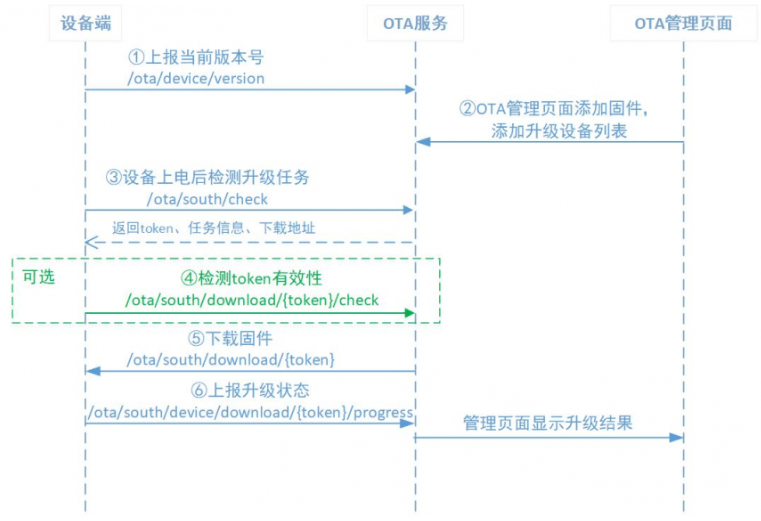 设备端
OTA服务
OTA管理页面
①上报当前版本号
/ota/device/version
②OTA管理页面添加固件，
添加升级设备列表
③设备上电后检测升级任务
/ota/south/check
返回token、任务信息、下载地址
可选
④检测token有效性
/ota/south/download/{token}/check
⑤下载固件
/ota/south/download/{token}
⑥上报升级状态
/ota/south/device/download/{token}/progress
管理页面显示升级结果